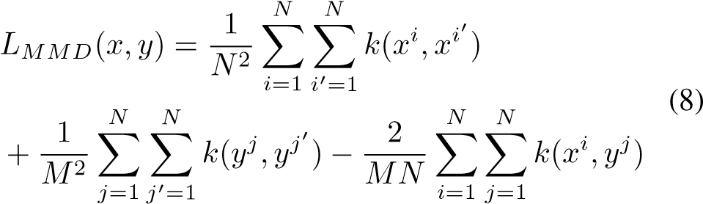 L_{MMD}(x, y) = \frac{1}{N^2} \sum_{i=1}^{N} \sum_{i'=1}^{N} k(x^i, x^{i'})
+ \frac{1}{M^2} \sum_{j=1}^{N} \sum_{j'=1}^{N} k(y^j, y^{j'}) - \frac{2}{MN} \sum_{i=1}^{N} \sum_{j=1}^{N} k(x^i, y^j) (8)